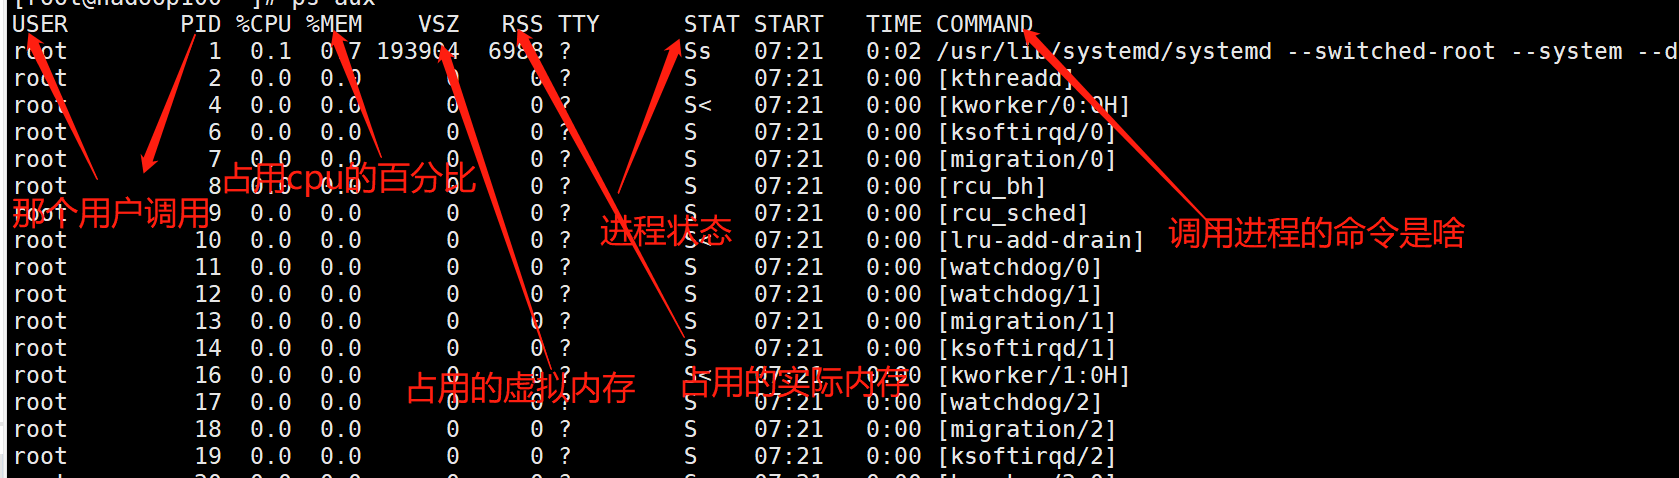 [root@hadoop100 ~]# ps aux
USER PID %CPU %MEM VSZ RSS TTY STAT START TIME COMMAND
root 1 0.1 0.7 193904 6988 ? Ss 07:21 0:02 /usr/lib/systemd/systemd --switched-root --system --d
root 2 0.0 0.0 0 0 ? S 07:21 0:00 [kthreadd]
root 4 0.0 0.0 0 0 ? S< 07:21 0:00 [kworker/0:0H]
root 6 0.0 0.0 0 0 ? S 07:21 0:00 [ksoftirqd/0]
root 7 0.0 0.0 0 0 ? S 07:21 0:00 [migration/0]
占用cpu的百分比
root 8 0.0 0.0 0 0 ? S 07:21 0:00 [rcu_bh]
那个用户调用
root 9 0.0 0.0 0 0 ? S 07:21 0:00 [rcu_sched]
进程状态
调用进程的命令是啥
root 10 0.0 0.0 0 0 ? S< 07:21 0:00 [lru-add-drain]
root 11 0.0 0.0 0 0 ? S 07:21 0:00 [watchdog/0]
root 12 0.0 0.0 0 0 ? S 07:21 0:00 [watchdog/1]
root 13 0.0 0.0 0 0 ? S 07:21 0:00 [migration/1]
root 14 0.0 0.0 0 0 ? S 07:21 0:00 [ksoftirqd/1]
root 16 0.0 0.0 0 0 ? S< 07:21 0:00 [kworker/1:0H]
占用的虚拟内存
占用的实际内存
root 17 0.0 0.0 0 0 ? S 07:21 0:00 [watchdog/2]
root 18 0.0 0.0 0 0 ? S 07:21 0:00 [migration/2]
root 19 0.0 0.0 0 0 ? S 07:21 0:00 [ksoftirqd/2]